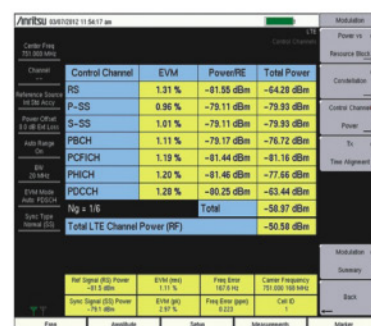 Anritsu 03/07/2012 11:54:17 am
Modulation
LTE
Control Channels
Center Freq
751.000 MHz
Channel
--
Reference Source
Int Std Accy
Power Offset
0.0 dB Ext Loss
Auto Range
On
BW
20 MHz
EVM Mode
Auto PDSCH
Sync Type
Normal (SS)
Control Channel EVM Power/RE Total Power
RS 1.31 % -81.55 dBm -64.28 dBm
P-SS 0.96 % -79.11 dBm -79.93 dBm
S-SS 1.01 % -79.11 dBm -79.93 dBm
PBCH 1.11 % -79.17 dBm -76.72 dBm
PCFICH 1.19 % -81.44 dBm -81.16 dBm
PHICH 1.20 % -81.46 dBm -77.66 dBm
PDCCH 1.28 % -80.25 dBm -63.44 dBm
Ng = 1/6 Total -58.97 dBm
Total LTE Channel Power (RF) -50.58 dBm
Ref Signal (RS) Power
-81.5 dBm
EVM (rms)
1.11 %
Freq Error
167.6 Hz
Carrier Frequency
751.000 168 MHz
Sync Signal (SS) Power
-79.1 dBm
EVM (pk)
2.97 %
Freq Error (ppm)
0.223
Cell ID
1
Power vs
Resource Block
Constellation
Control Channel
Power
Tx
Time Alignment
Modulation
Summary
Back
Freq Amplitude Setup Measurements Marker